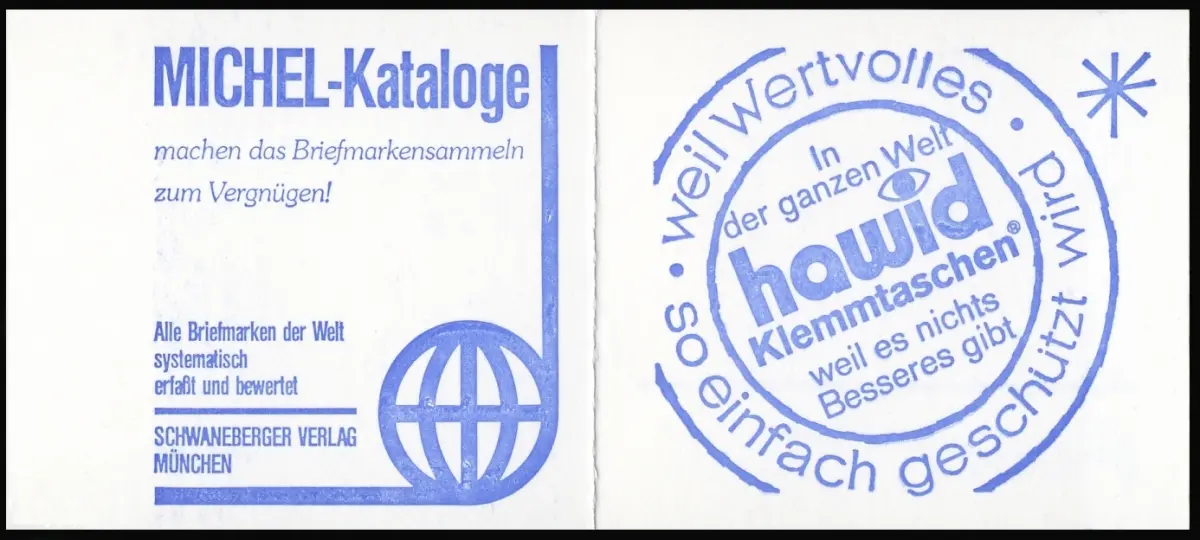 MICHEL-Kataloge
machen das Briefmarkensammeln
zum Vergnügen!
Alle Briefmarken der Welt
systematisch
erfaßt und bewertet
SCHWANEBERGER VERLAG
MÜNCHEN
weil Wertvolles • wird so einfach geschützt •
In
der ganzen Welt
hawid
Klemmtaschen®
weil es nichts
Besseres gibt